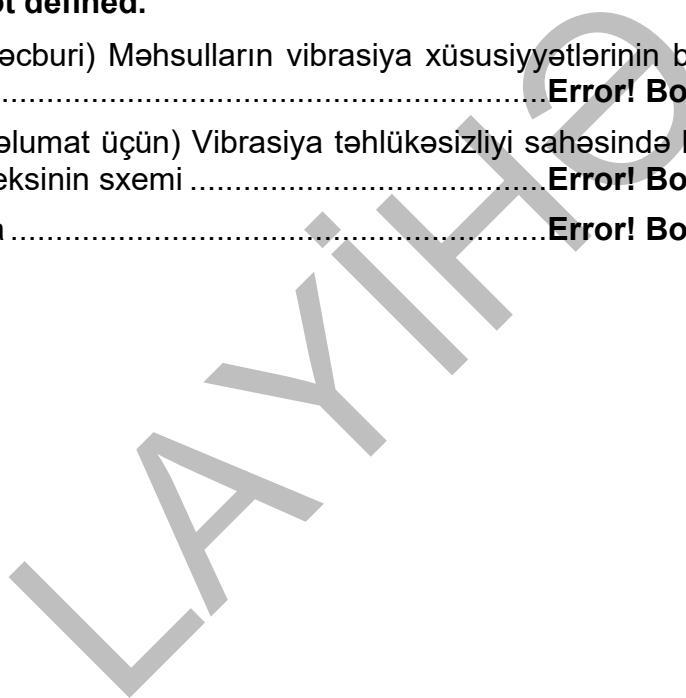 ot defined.
əcburi) Məhsulların vibrasiya xüsusiyyətlərinin b
....................................................................Error! Bo
əlumat üçün) Vibrasiya təhlükəsizliyi sahəsində
eksinin sxemi ............................................Error! Bo
....................................................................Error! Bo
LAYİHƏ